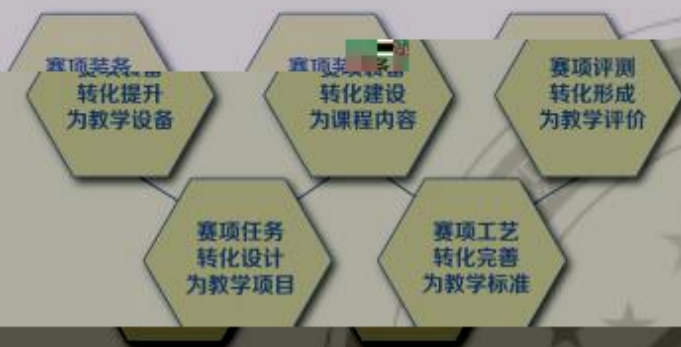 赛项装备
转化提升
为教学设备
赛项装备
转化建设
为课程内容
赛项评测
转化形成
为教学评价
赛项任务
转化设计
为教学项目
赛项工艺
转化完善
为教学标准